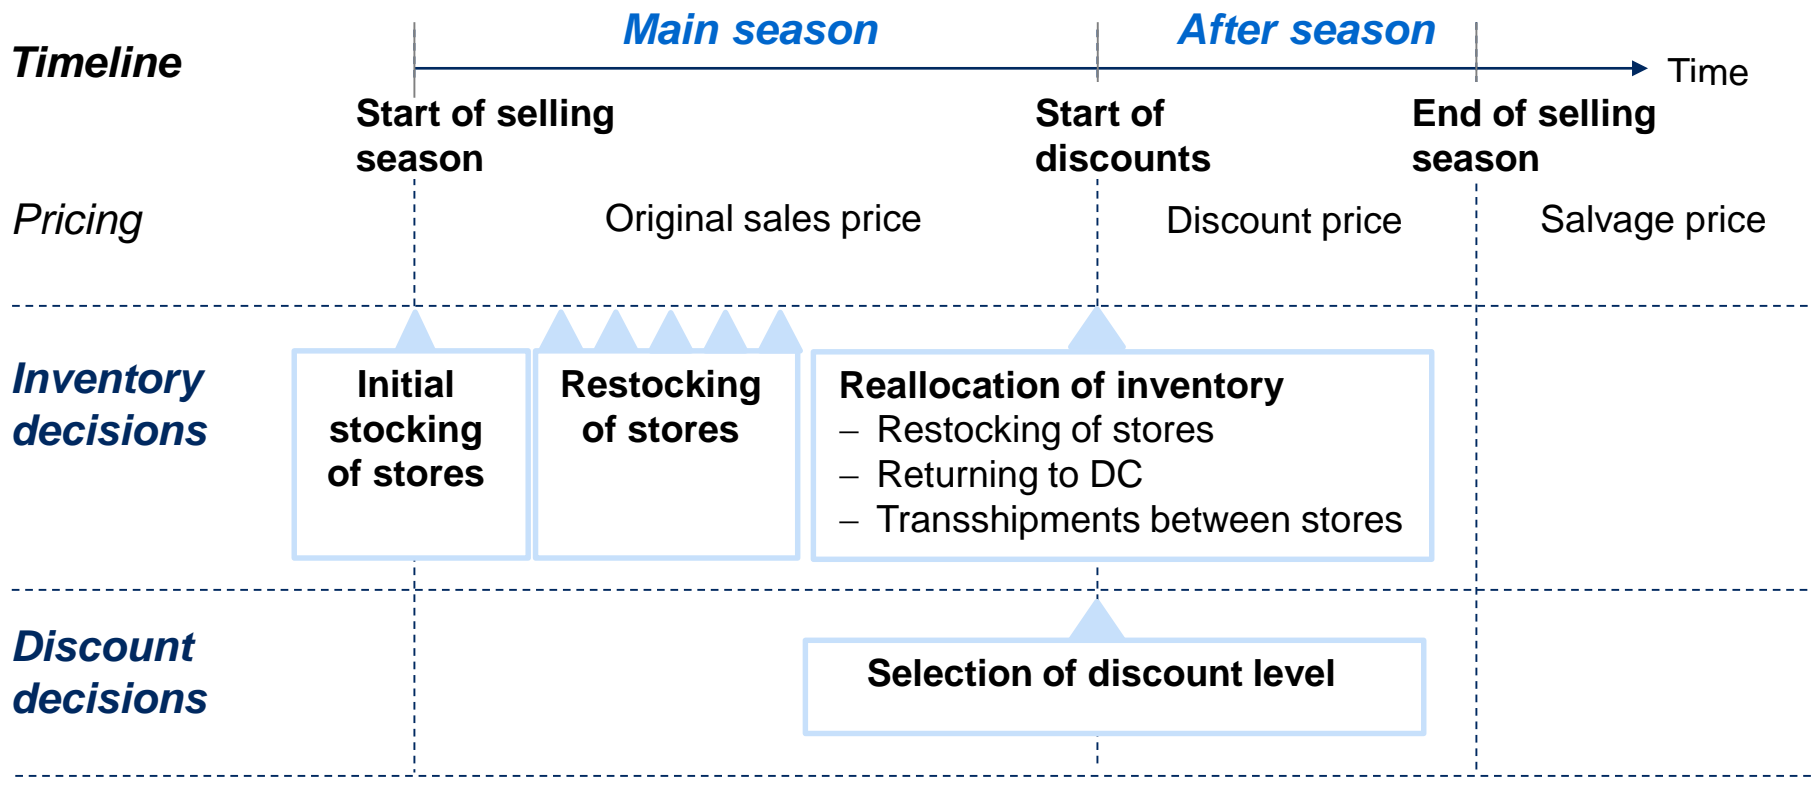 Main season
After season
Timeline
Time
Start of selling
season
Start of
discounts
End of selling
season
Pricing
Original sales price
Discount price
Salvage price
Inventory
decisions
Initial
stocking
of stores
Restocking
of stores
Reallocation of inventory
– Restocking of stores
– Returning to DC
– Transshipments between stores
Discount
decisions
Selection of discount level